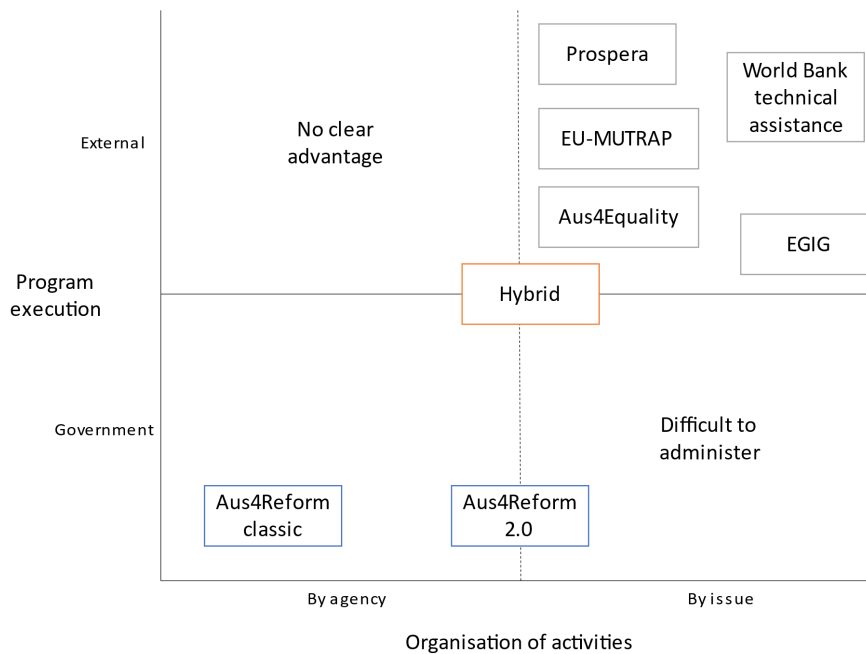 Prospera
World Bank
technical
assistance
No clear
advantage
External
EU-MUTRAP
Aus4Equality
EGIG
Program
execution
Hybrid
Government
Difficult to
administer
Aus4Reform
classic
Aus4Reform
2.0
By agency
By issue
Organisation of activities